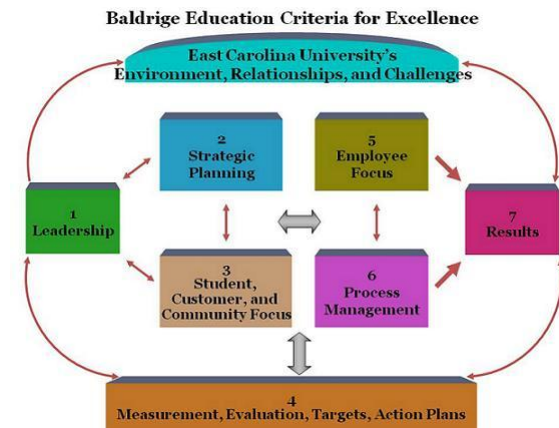 Baldrige Education Criteria for Excellence
East Carolina University's
Environment, Relationships, and Challenges
2
Strategic
Planning
5
Employee
Focus
1
Leadership
7
Results
3
Student,
Customer, and
Community Focus
6
Process
Management
4
Measurement, Evaluation, Targets, Action Plans